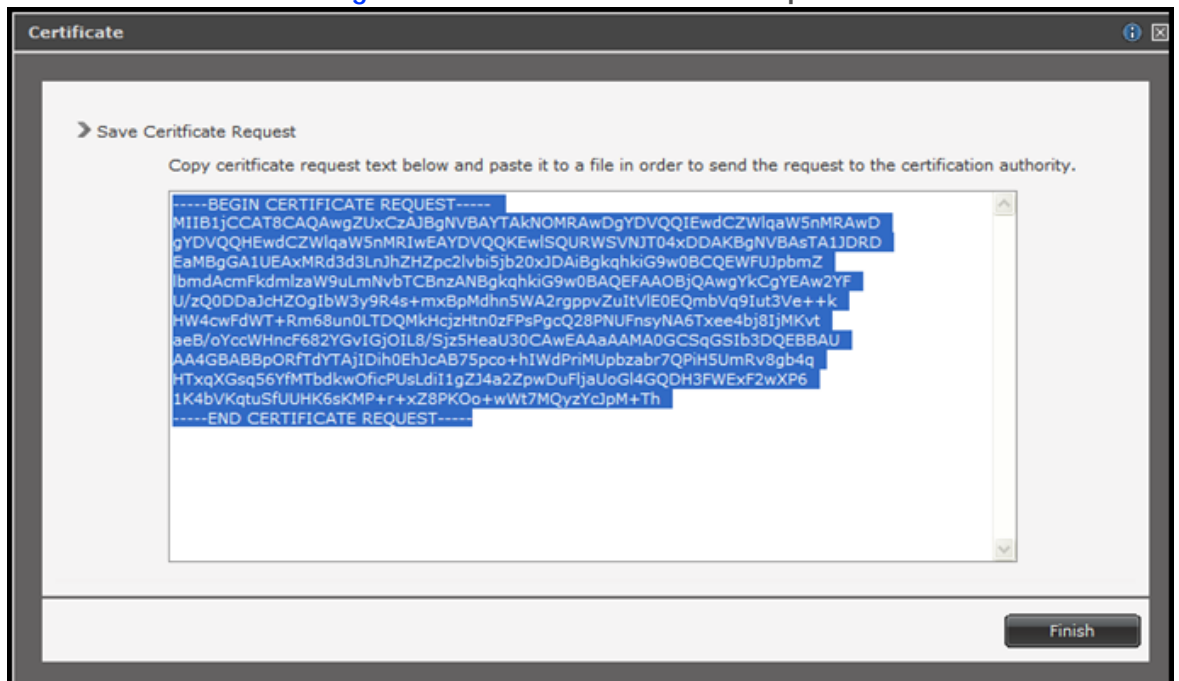 Certificate
Save Ceritficate Request
Copy ceritficate request text below and paste it to a file in order to send the request to the certification authority.
-----BEGIN CERTIFICATE REQUEST-----
MIIB1jCCAT8CAQAwgZUxCzAJBgNVBAYTAkNOMRAwDgYDVQQIEwdCZWlqaW5nMRAwD
gYDVQQHEwdCZWlqaW5nMRIwEAYDVQQKEwlSQURWSVNJT04xDDAKBgNVBAsTA1JDRD
EaMBgGA1UEAxMRd3d3LnJhZHZpc2lvbi5jb20xJDAiBgkqhkiG9w0BCQEWFUJpbmZ
lbmdAcmFkdmlzaW9uLmNvbTCBnzANBgkqhkiG9w0BAQEFAAOBjQAwgYkCgYEAw2YF
U/zQ0DDaJcHZOgIbW3y9R4s+mxBpMdhn5WA2rgppvZuItVlE0EQmbVq9Iut3Ve++k
HW4cwFdWT+Rm68un0LTDQMkHcjzHtn0zFPsPgcQ28PNUFnsyNA6Txee4bj8IjMKvt
aeB/oYccWHncF682YGvIGjOIL8/Sjz5HeaU30CAwEAAaAAMA0GCSqGSIb3DQEBBAU
AA4GBABBpORfTdYTAjIDih0EhJcAB75pco+hIWdPriMUpbzabr7QPiH5UmRv8gb4q
HTxqXGsq56YfMTbdkwOficPUsLdiI1gZJ4a2ZpwDuFljaUoGl4GQDH3FWExF2wXP6
1K4bVKqtuSfUUHK6sKMP+r+xZ8PKOo+wWt7MQyzYcJpM+Th
-----END CERTIFICATE REQUEST-----
Finish